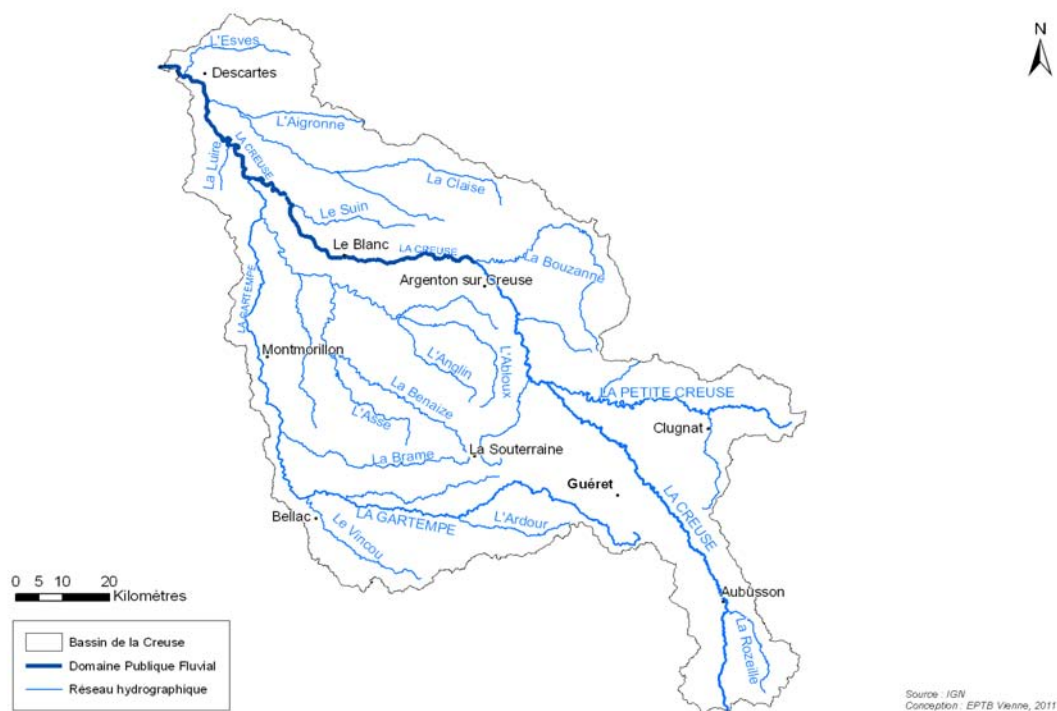 N
L'Esves
Descartes
L'Aigronne
LA CREUSE
La Luire
La Claise
Le Suin
Le Blanc
LA CREUSE
La Bouzanne
Argenton sur Creuse
LA GARTEMPE
Montmorillon
L'Anglin
L'Abloux
La Benaize
LA PETITE CREUSE
L'Asse
Clugnat
La Brame
La Souterraine
Guéret
LA CREUSE
Bellac
LA GARTEMPE
L'Ardour
Le Vincou
0 5 10 20
Kilomètres
Aubusson
La Rozeille
Bassin de la Creuse
Domaine Publique Fluvial
Réseau hydrographique
Source : IGN
Conception : EPTB Vienne, 2011